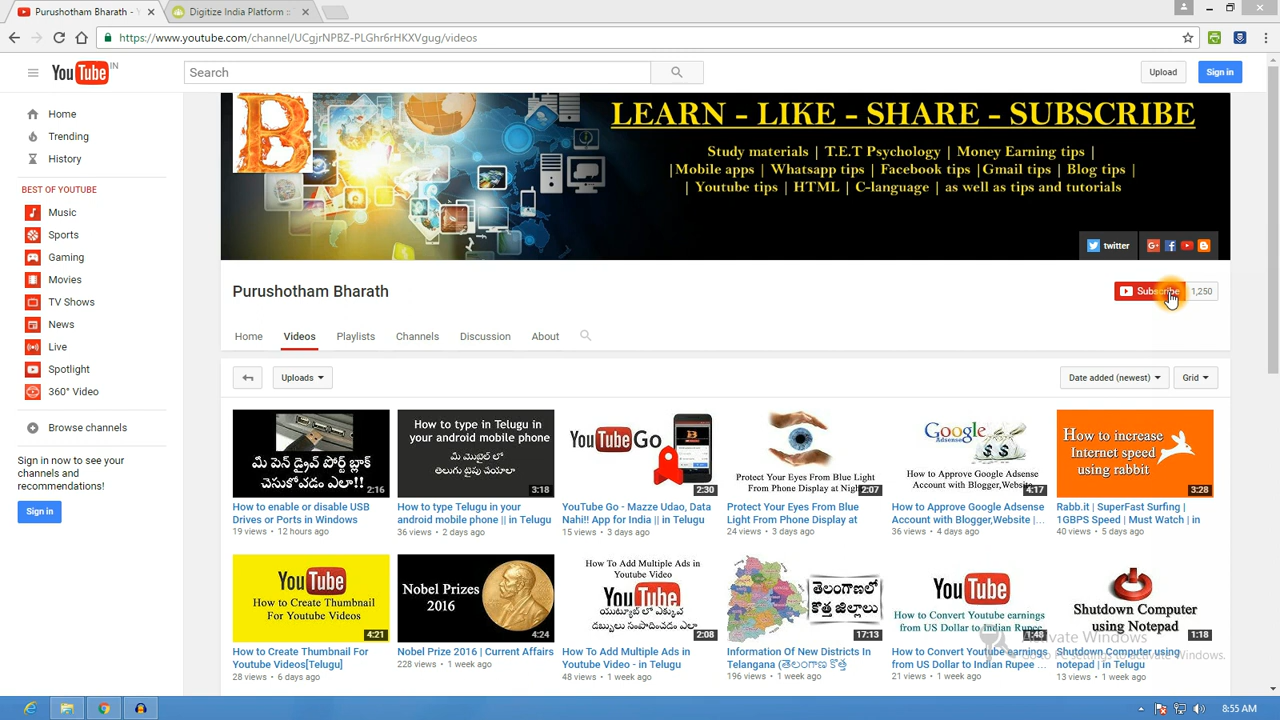 Purushotham Bharath - Y
Digitize India Platform ::
https://www.youtube.com/channel/UCgjrNPBZ-PLGhr6rHKXVgug/videos
YouTube IN
Search
Upload
Sign in
Home
Trending
History
BEST OF YOUTUBE
Music
Sports
Gaming
Movies
TV Shows
News
Live
Spotlight
360° Video
Browse channels
Sign in now to see your
channels and
recommendations!
Sign in
B
LEARN - LIKE - SHARE - SUBSCRIBE
Study materials | T.E.T Psychology | Money Earning tips |
|Mobile apps | Whatsapp tips | Facebook tips |Gmail tips | Blog tips |
| Youtube tips | HTML | C-language | as well as tips and tutorials
twitter
Purushotham Bharath
Subscribe
1,250
Home
Videos
Playlists
Channels
Discussion
About
Uploads
Date added (newest)
Grid
మీ పెన్ డ్రైవ్ పోర్ట్ బ్లాక్
చెసుకోవడం ఎలా!!
2:16
How to enable or disable USB
Drives or Ports in Windows
19 views • 12 hours ago
How to type in Telugu in
your android mobile phone
మీ మొబైల్ లో
తెలుగు టైపు చేయాలా
3:18
How to type Telugu in your
android mobile phone || in Telugu
36 views • 2 days ago
YouTube Go
2:30
YouTube Go - Mazze Udao, Data
Nahi!! App for India || in Telugu
15 views • 3 days ago
Protect Your Eyes From Blue
Light From Phone Display at Night
2:07
Protect Your Eyes From Blue
Light From Phone Display at
24 views • 3 days ago
Google
Adsense
How to Approve Google Adsense
Account with Blogger,Website
4:17
How to Approve Google Adsense
Account with Blogger,Website |...
36 views • 4 days ago
How to increase
Internet speed
using rabbit
3:28
Rabb.it | SuperFast Surfing |
1GBPS Speed | Must Watch | in
40 views • 5 days ago
YouTube
How to Create Thumbnail
For Youtube Videos
4:21
How to Create Thumbnail For
Youtube Videos[Telugu]
28 views • 6 days ago
Nobel Prizes
2016
4:24
Nobel Prize 2016 | Current Affairs
228 views • 1 week ago
How To Add Multiple Ads in
Youtube Video
YouTube
యూట్యూబ్ లో ఎక్కువ
డబ్బులు సంపాదించడం ఎలా
2:08
How To Add Multiple Ads in
Youtube Video - in Telugu
48 views • 1 week ago
తెలంగాణలో
కొత్త జిల్లాలు
17:13
Information Of New Districts In
Telangana (తెలంగాణ కొత్త
196 views • 1 week ago
YouTube
How to Convert Youtube earnings
from US Dollar to Indian Rupee
1:48
How to Convert Youtube earnings
from US Dollar to Indian Rupee ...
21 views • 1 week ago
Shutdown Computer
using Notepad
1:18
Shutdown Computer using
notepad | in Telugu
13 views • 1 week ago
Activate Windows
Go to PC settings to activate Windows.
8:55 AM